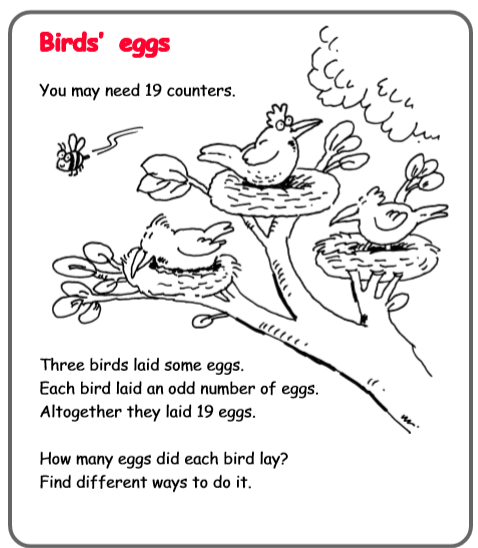 Birds' eggs
You may need 19 counters.
Three birds laid some eggs.
Each bird laid an odd number of eggs.
Altogether they laid 19 eggs.
How many eggs did each bird lay?
Find different ways to do it.